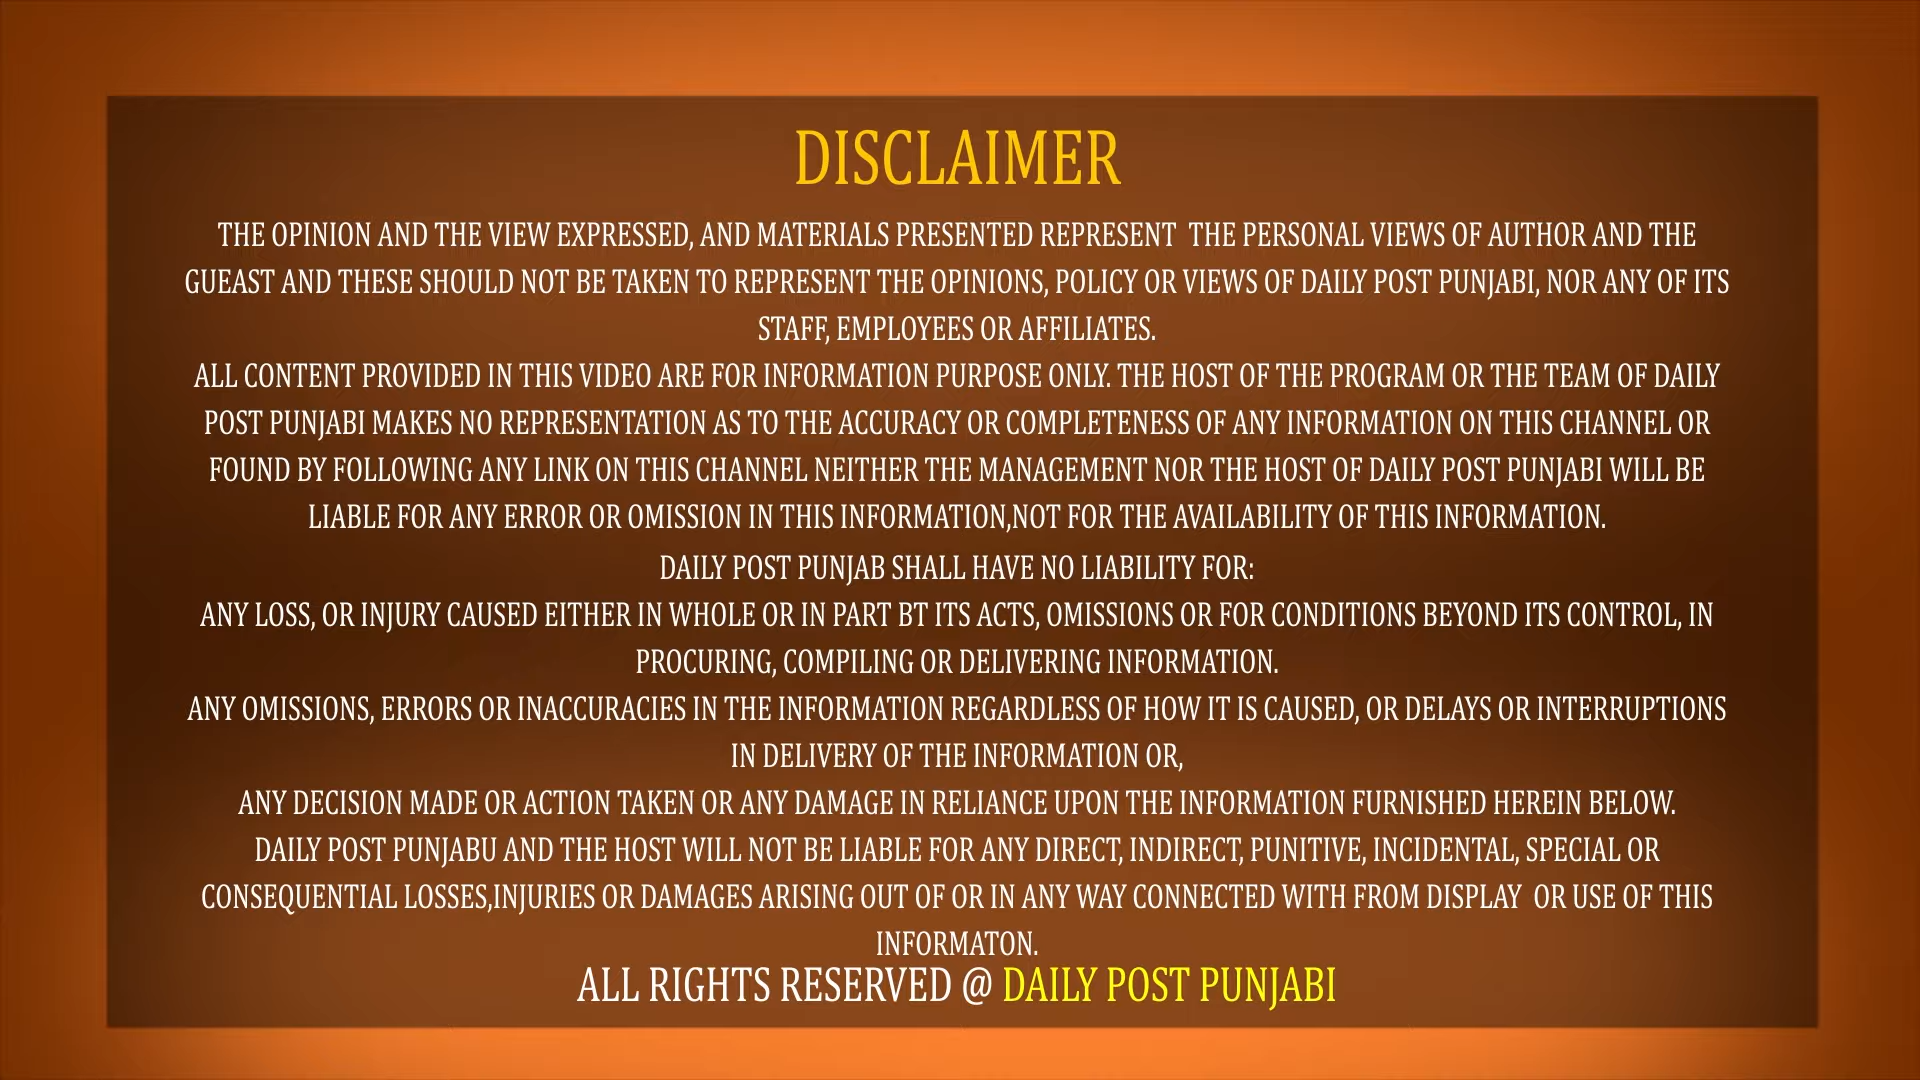 DISCLAIMER
THE OPINION AND THE VIEW EXPRESSED, AND MATERIALS PRESENTED REPRESENT THE PERSONAL VIEWS OF AUTHOR AND THE
GUEAST AND THESE SHOULD NOT BE TAKEN TO REPRESENT THE OPINIONS, POLICY OR VIEWS OF DAILY POST PUNJABI, NOR ANY OF ITS
STAFF, EMPLOYEES OR AFFILIATES.
ALL CONTENT PROVIDED IN THIS VIDEO ARE FOR INFORMATION PURPOSE ONLY. THE HOST OF THE PROGRAM OR THE TEAM OF DAILY
POST PUNJABI MAKES NO REPRESENTATION AS TO THE ACCURACY OR COMPLETENESS OF ANY INFORMATION ON THIS CHANNEL OR
FOUND BY FOLLOWING ANY LINK ON THIS CHANNEL NEITHER THE MANAGEMENT NOR THE HOST OF DAILY POST PUNJABI WILL BE
LIABLE FOR ANY ERROR OR OMISSION IN THIS INFORMATION,NOT FOR THE AVAILABILITY OF THIS INFORMATION.
DAILY POST PUNJAB SHALL HAVE NO LIABILITY FOR:
ANY LOSS, OR INJURY CAUSED EITHER IN WHOLE OR IN PART BT ITS ACTS, OMISSIONS OR FOR CONDITIONS BEYOND ITS CONTROL, IN
PROCURING, COMPILING OR DELIVERING INFORMATION.
ANY OMISSIONS, ERRORS OR INACCURACIES IN THE INFORMATION REGARDLESS OF HOW IT IS CAUSED, OR DELAYS OR INTERRUPTIONS
IN DELIVERY OF THE INFORMATION OR,
ANY DECISION MADE OR ACTION TAKEN OR ANY DAMAGE IN RELIANCE UPON THE INFORMATION FURNISHED HEREIN BELOW.
DAILY POST PUNJABU AND THE HOST WILL NOT BE LIABLE FOR ANY DIRECT, INDIRECT, PUNITIVE, INCIDENTAL, SPECIAL OR
CONSEQUENTIAL LOSSES,INJURIES OR DAMAGES ARISING OUT OF OR IN ANY WAY CONNECTED WITH FROM DISPLAY OR USE OF THIS
INFORMATON.
ALL RIGHTS RESERVED @ DAILY POST PUNJABI